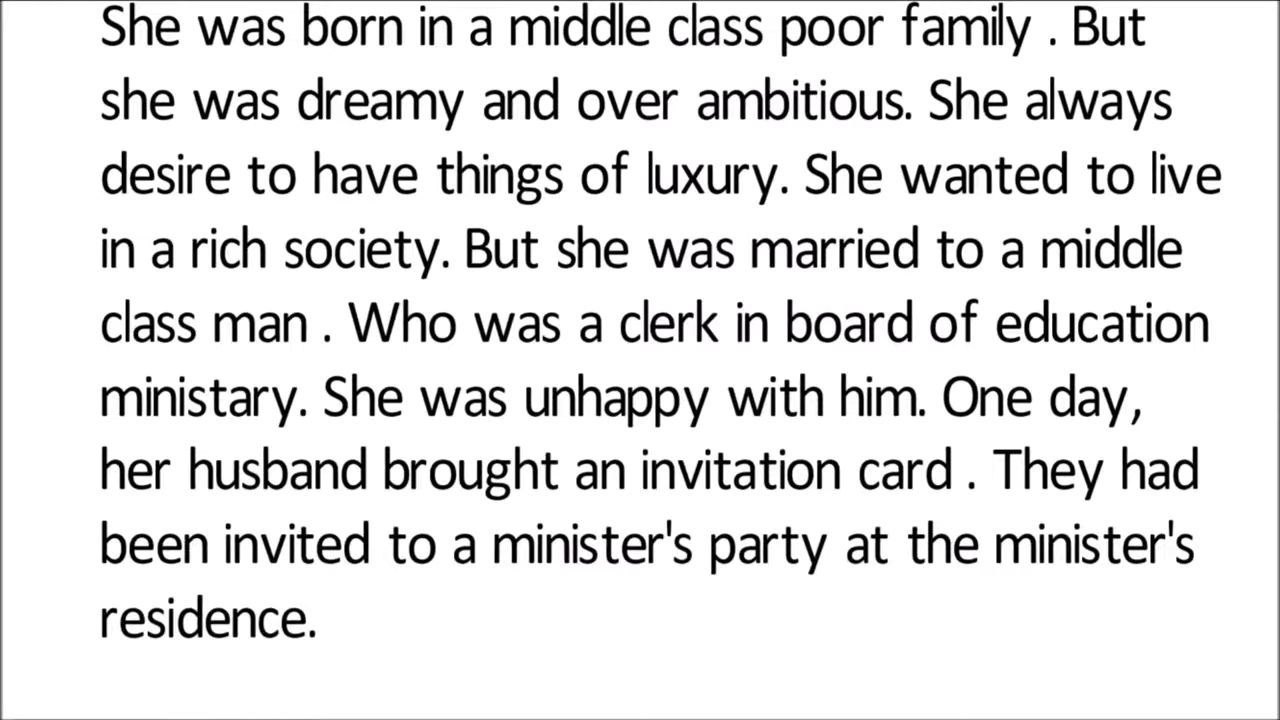 She was born in a middle class poor family . But
she was dreamy and over ambitious. She always
desire to have things of luxury. She wanted to live
in a rich society. But she was married to a middle
class man . Who was a clerk in board of education
ministary. She was unhappy with him. One day,
her husband brought an invitation card . They had
been invited to a minister's party at the minister's
residence.